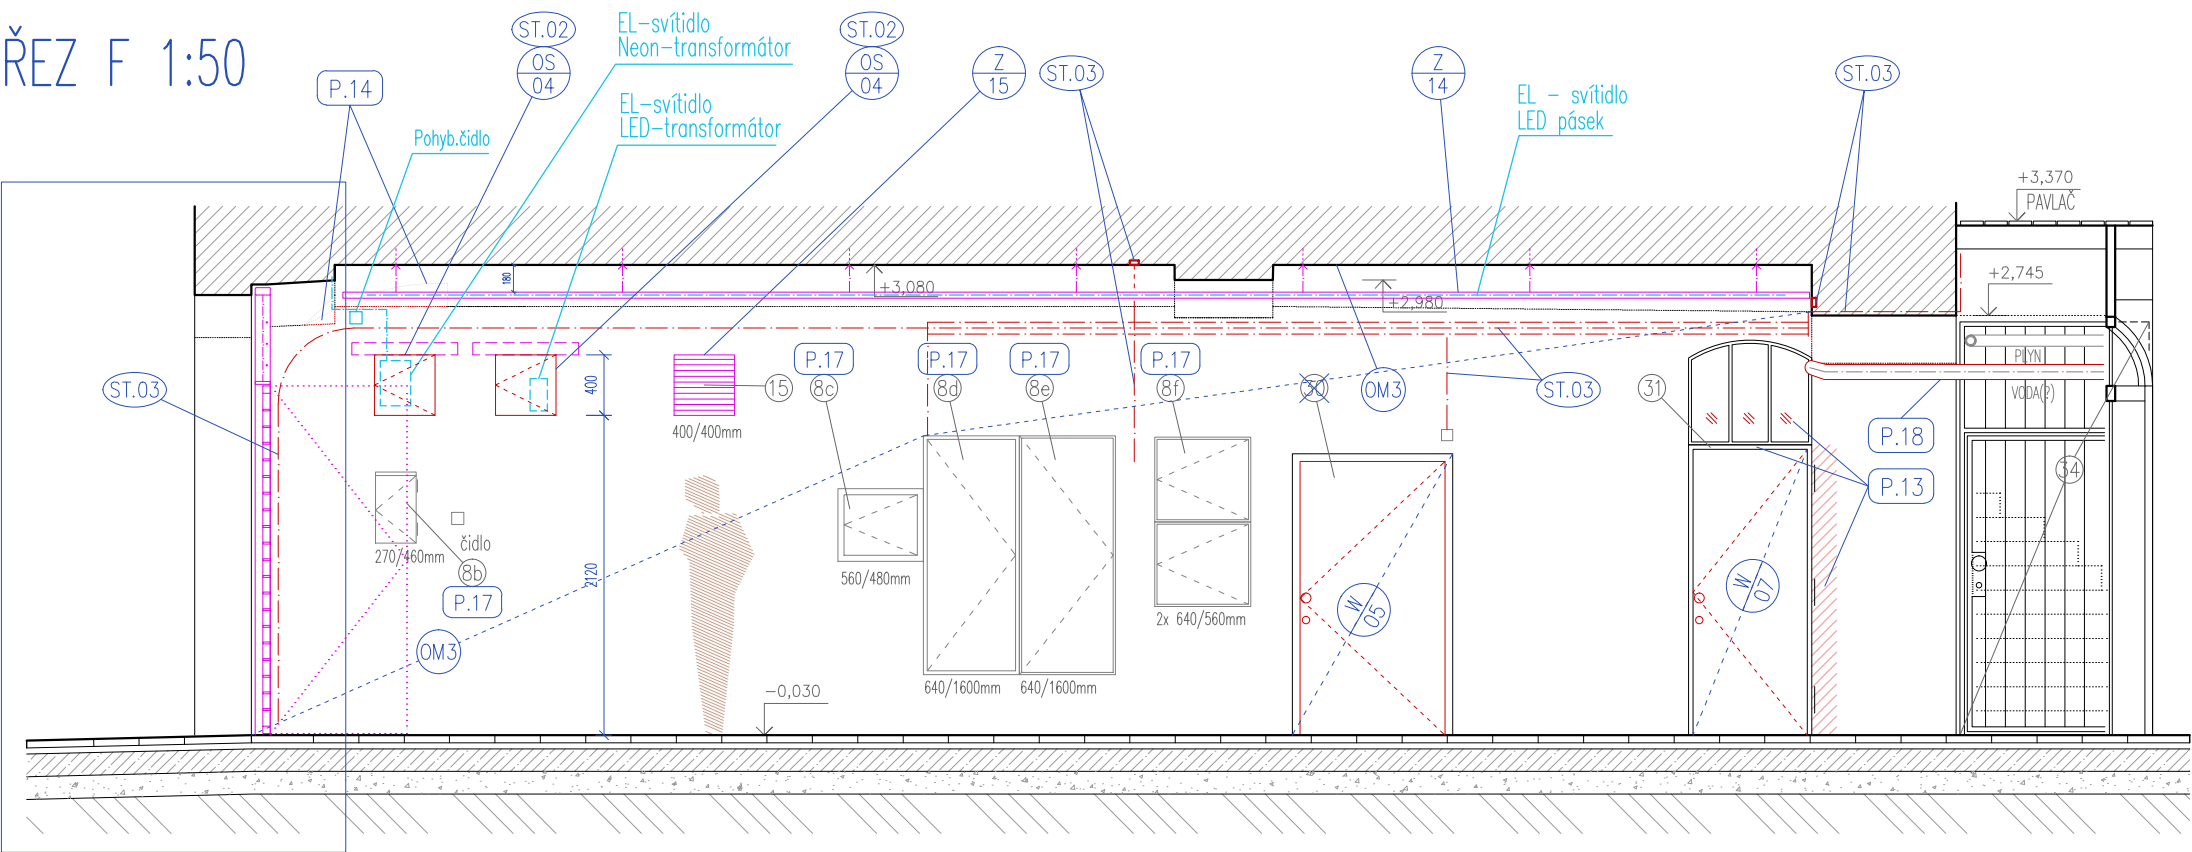 ŘEZ F 1:50
ST.02
OS
04
EL-svítidlo
Neon-transformátor
ST.02
OS
04
Z
15
ST.03
Z
14
ST.03
P.14
EL-svítidlo
LED-transformátor
EL - svítidlo
LED pásek
Pohyb.čidlo
+3,370
PAVLAČ
180
+3,080
+2,980
+2,745
ST.03
400
15
400/400mm
P.17
8c
P.17
8d
P.17
8e
P.17
8f
30
OM3
ST.03
31
PLYN
VODA(?)
P.18
34
P.13
270/460mm
čidlo
8b
P.17
560/480mm
2120
2x 640/560mm
W
05
W
07
OM3
640/1600mm
640/1600mm
-0,030